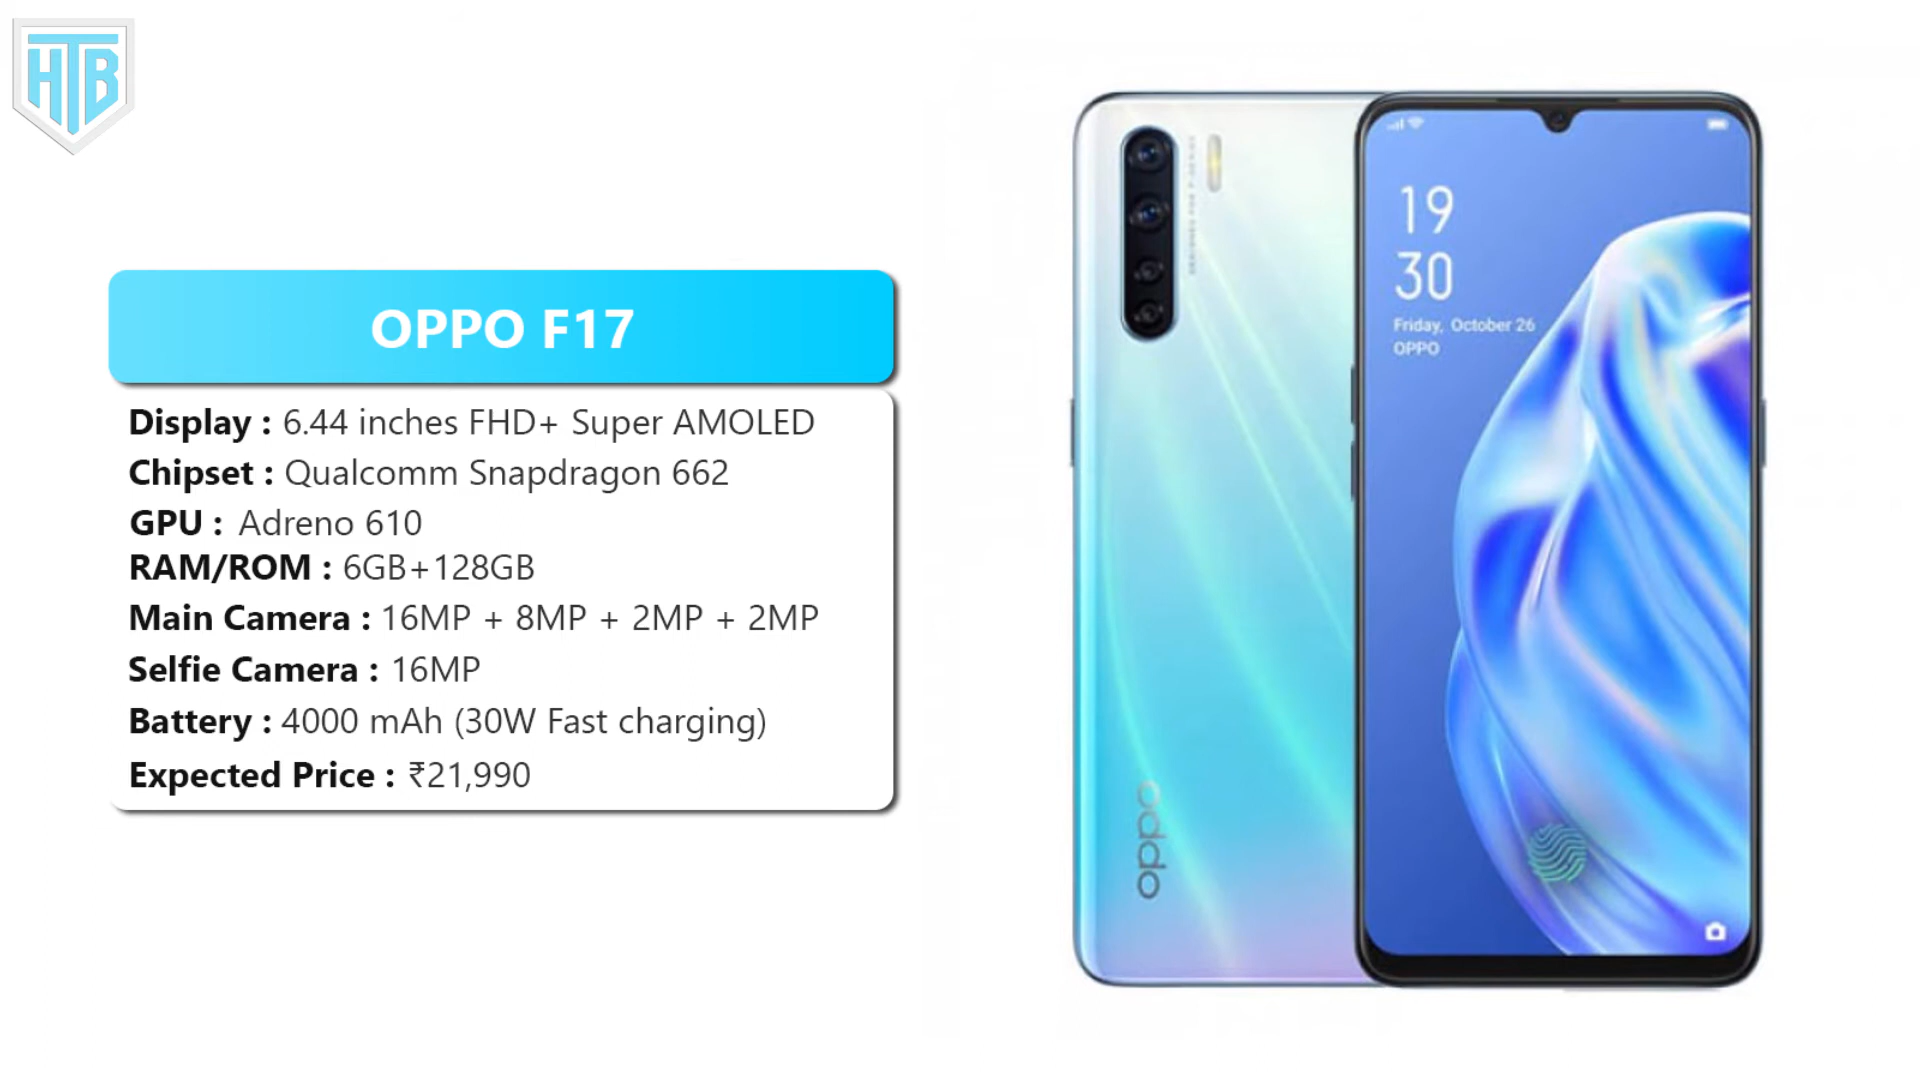 HTB
OPPO F17
Display : 6.44 inches FHD+ Super AMOLED
Chipset : Qualcomm Snapdragon 662
GPU : Adreno 610
RAM/ROM : 6GB+128GB
Main Camera : 16MP + 8MP + 2MP + 2MP
Selfie Camera : 16MP
Battery : 4000 mAh (30W Fast charging)
Expected Price : ₹21,990
oppo
19
30
Friday, October 26
OPPO